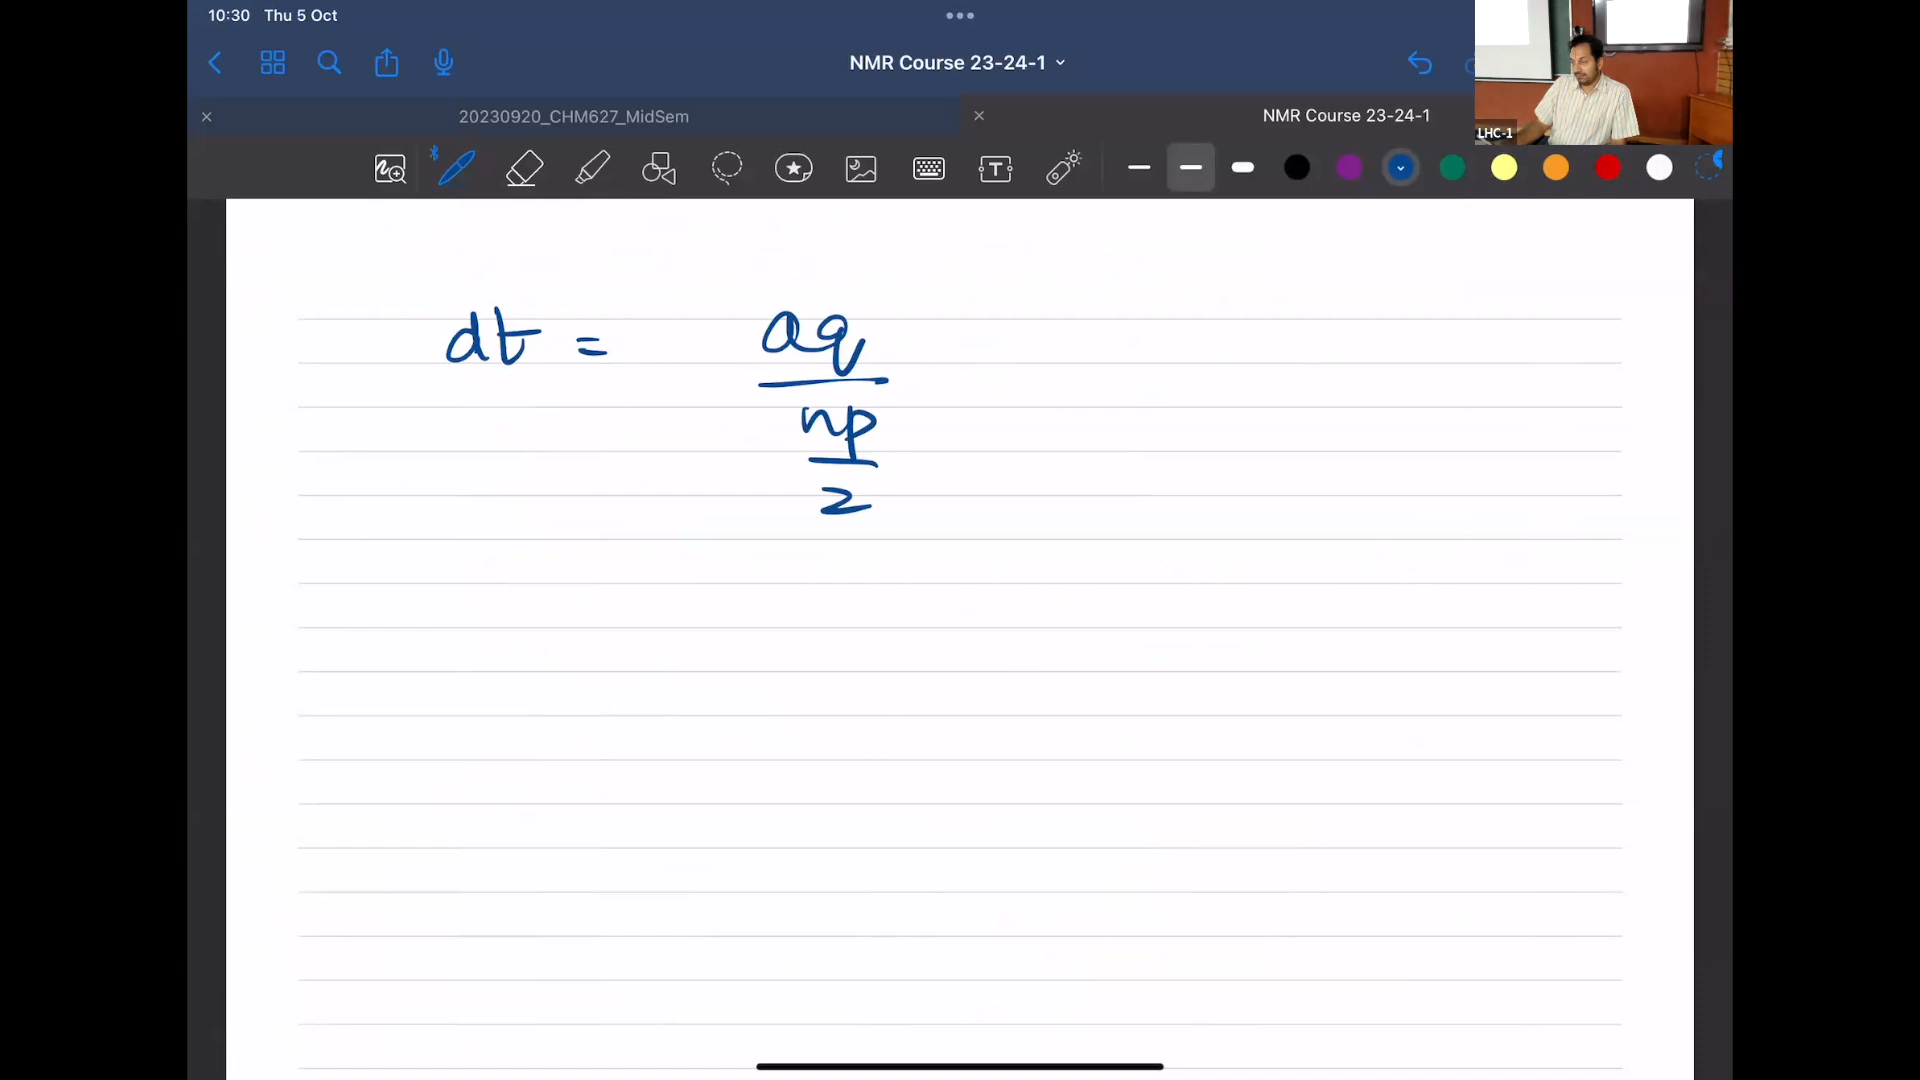 10:30 Thu 5 Oct
NMR Course 23-24-1
20230920_CHM627_MidSem
NMR Course 23-24-1
LHC-1
T
dt = aq
np
2